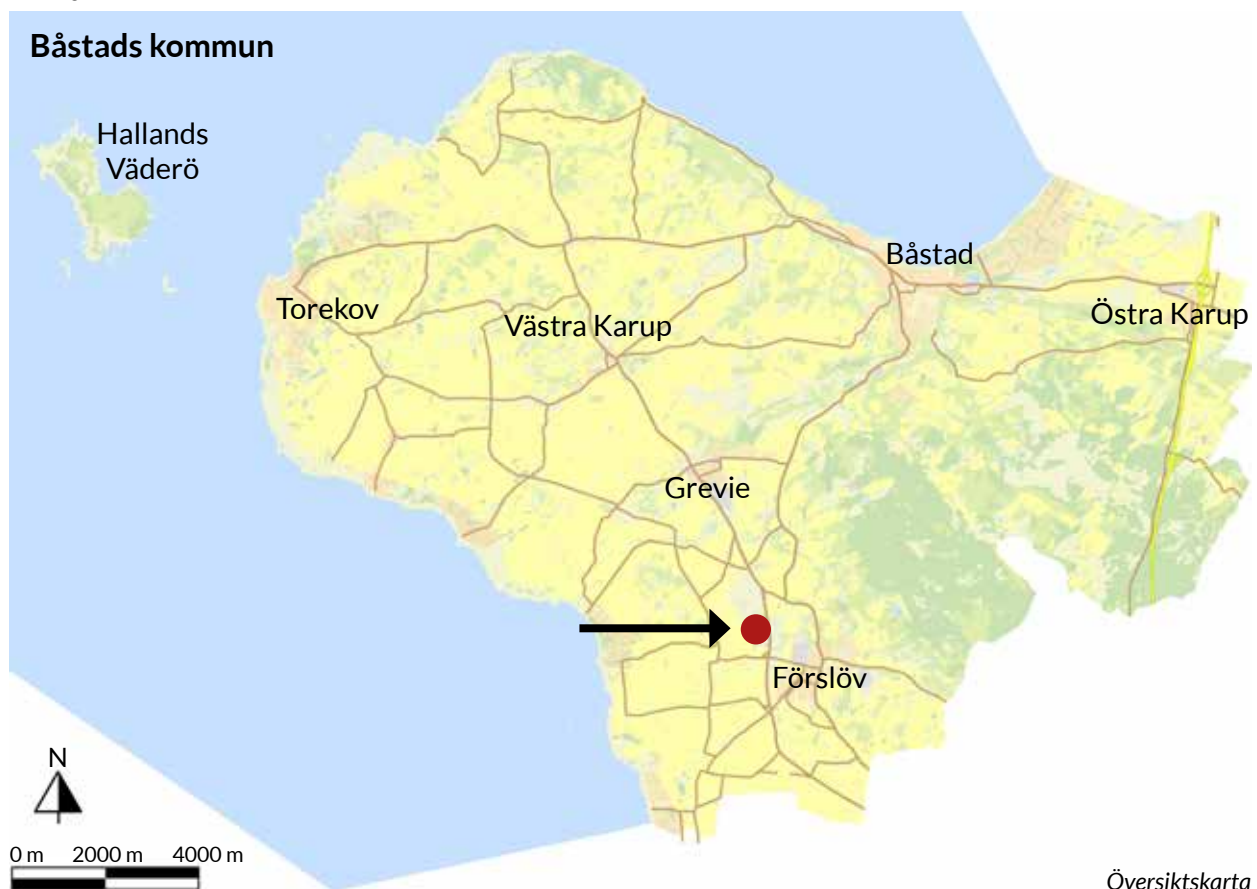 Båstads kommun
Hallands
Väderö
Båstad
Torekov
Västra Karup
Östra Karup
Grevie
Förslöv
N
0 m 2000 m 4000 m
Översiktskarta